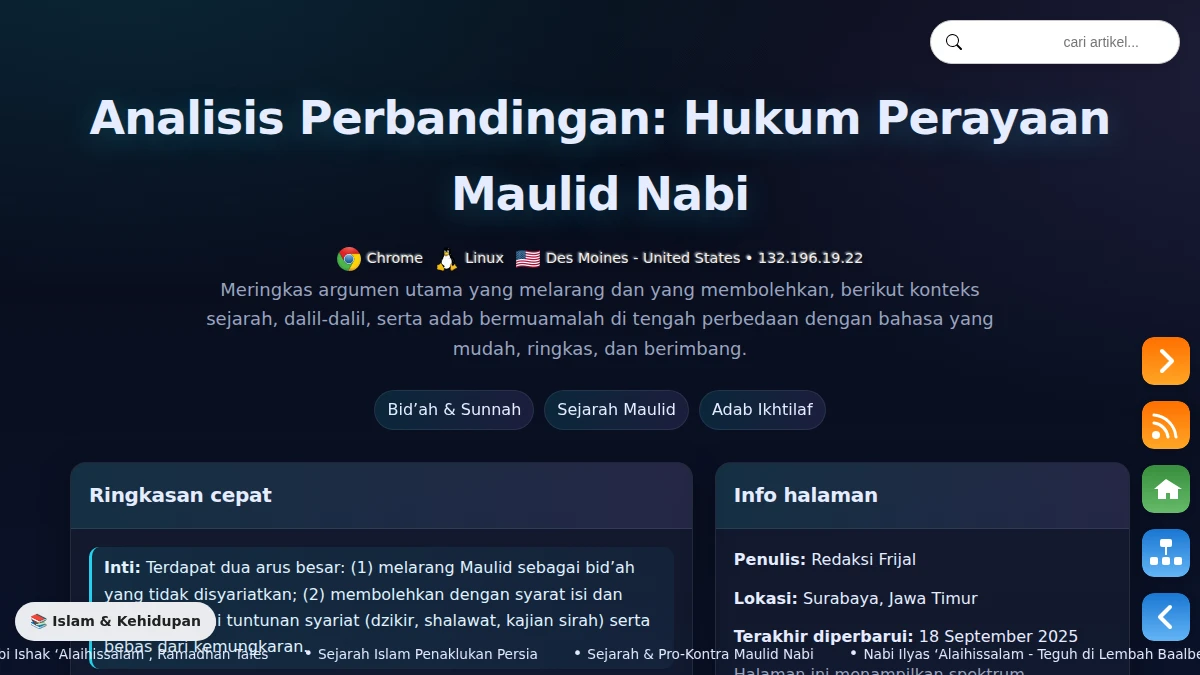 cari artikel...
Analisis Perbandingan: Hukum Perayaan
Maulid Nabi
Chrome Linux Des Moines - United States • 132.196.19.22
Meringkas argumen utama yang melarang dan yang membolehkan, berikut konteks
sejarah, dalil-dalil, serta adab bermuamalah di tengah perbedaan dengan bahasa yang
mudah, ringkas, dan berimbang.
Bid’ah & Sunnah
Sejarah Maulid
Adab Ikhtilaf
Ringkasan cepat
Inti: Terdapat dua arus besar: (1) melarang Maulid sebagai bid’ah
yang tidak disyariatkan; (2) membolehkan dengan syarat isi dan
tuntunan syariat (dzikir, shalawat, kajian sirah) serta
bebas dari kemungkaran.
Info halaman
Penulis: Redaksi Frijal
Lokasi: Surabaya, Jawa Timur
Terakhir diperbarui: 18 September 2025
Halaman ini menampilkan spektrum
📚 Islam & Kehidupan
bi Ishak ‘Alaihissalam , Ramadhan Tales • Sejarah Islam Penaklukan Persia • Sejarah & Pro-Kontra Maulid Nabi • Nabi Ilyas ‘Alaihissalam - Teguh di Lembah Baalbe